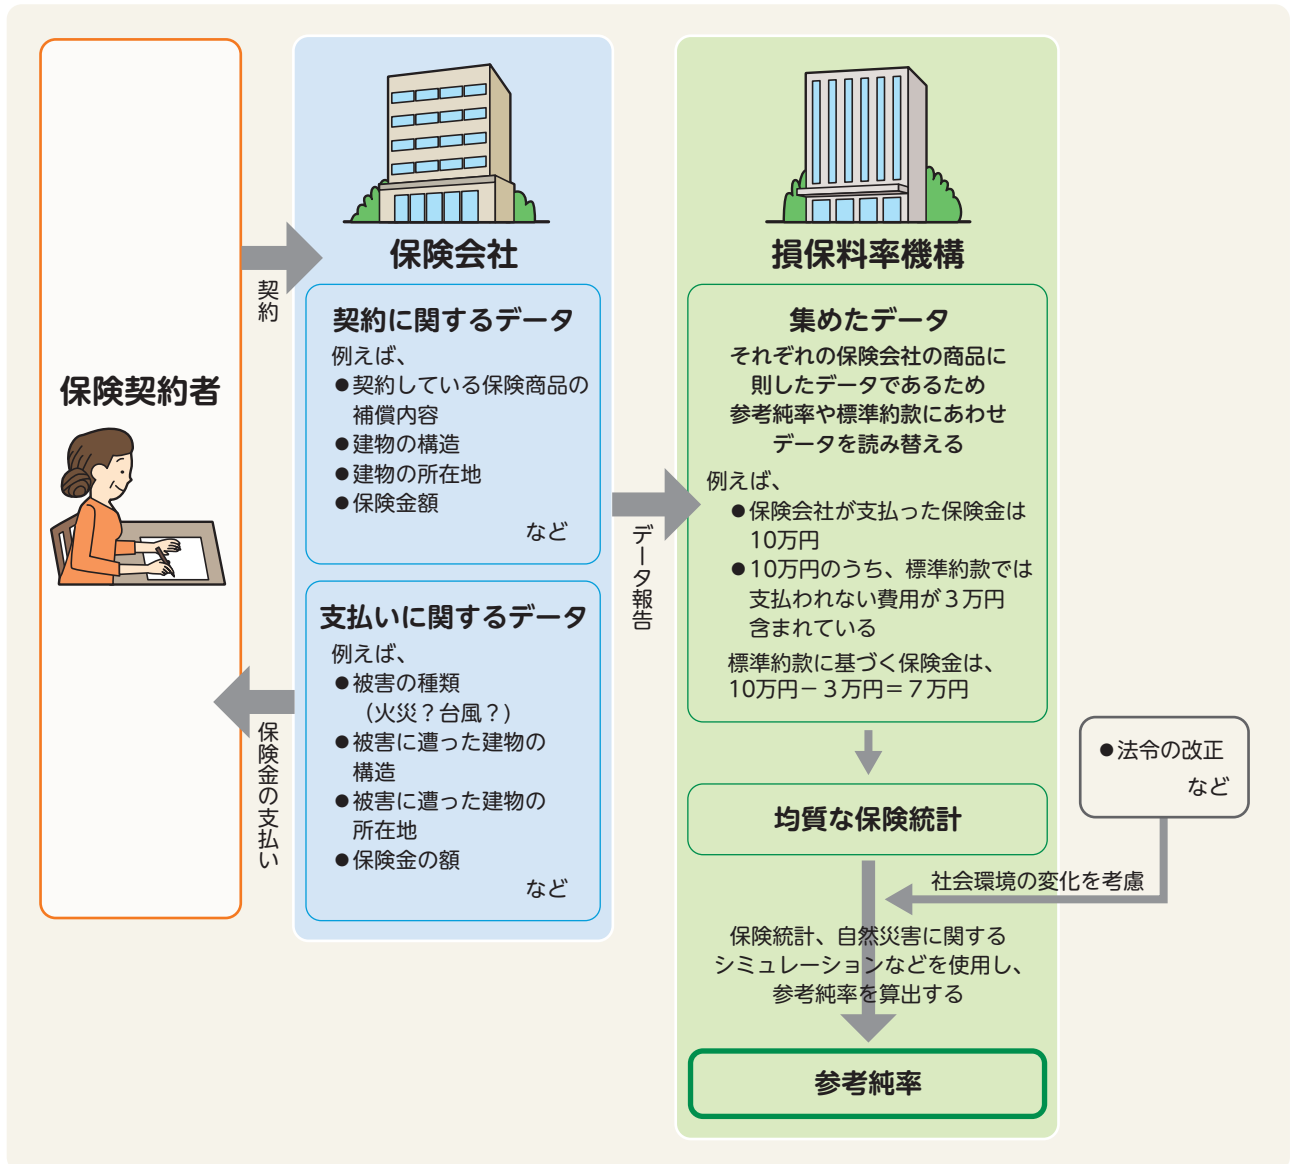 保険契約者
契約
保険金の支払い
保険会社
契約に関するデータ
例えば、
●契約している保険商品の
補償内容
●建物の構造
●建物の所在地
●保険金額
など
支払いに関するデータ
例えば、
●被害の種類
（火災？台風？）
●被害に遭った建物の
構造
●被害に遭った建物の
所在地
●保険金の額
など
データ報告
損保料率機構
集めたデータ
それぞれの保険会社の商品に
則したデータであるため
参考純率や標準約款にあわせ
データを読み替える
例えば、
●保険会社が支払った保険金は
10万円
●10万円のうち、標準約款では
支払われない費用が３万円
含まれている
標準約款に基づく保険金は、
10万円－３万円＝７万円
均質な保険統計
●法令の改正
など
社会環境の変化を考慮
保険統計、自然災害に関する
シミュレーションなどを使用し、
参考純率を算出する
参考純率